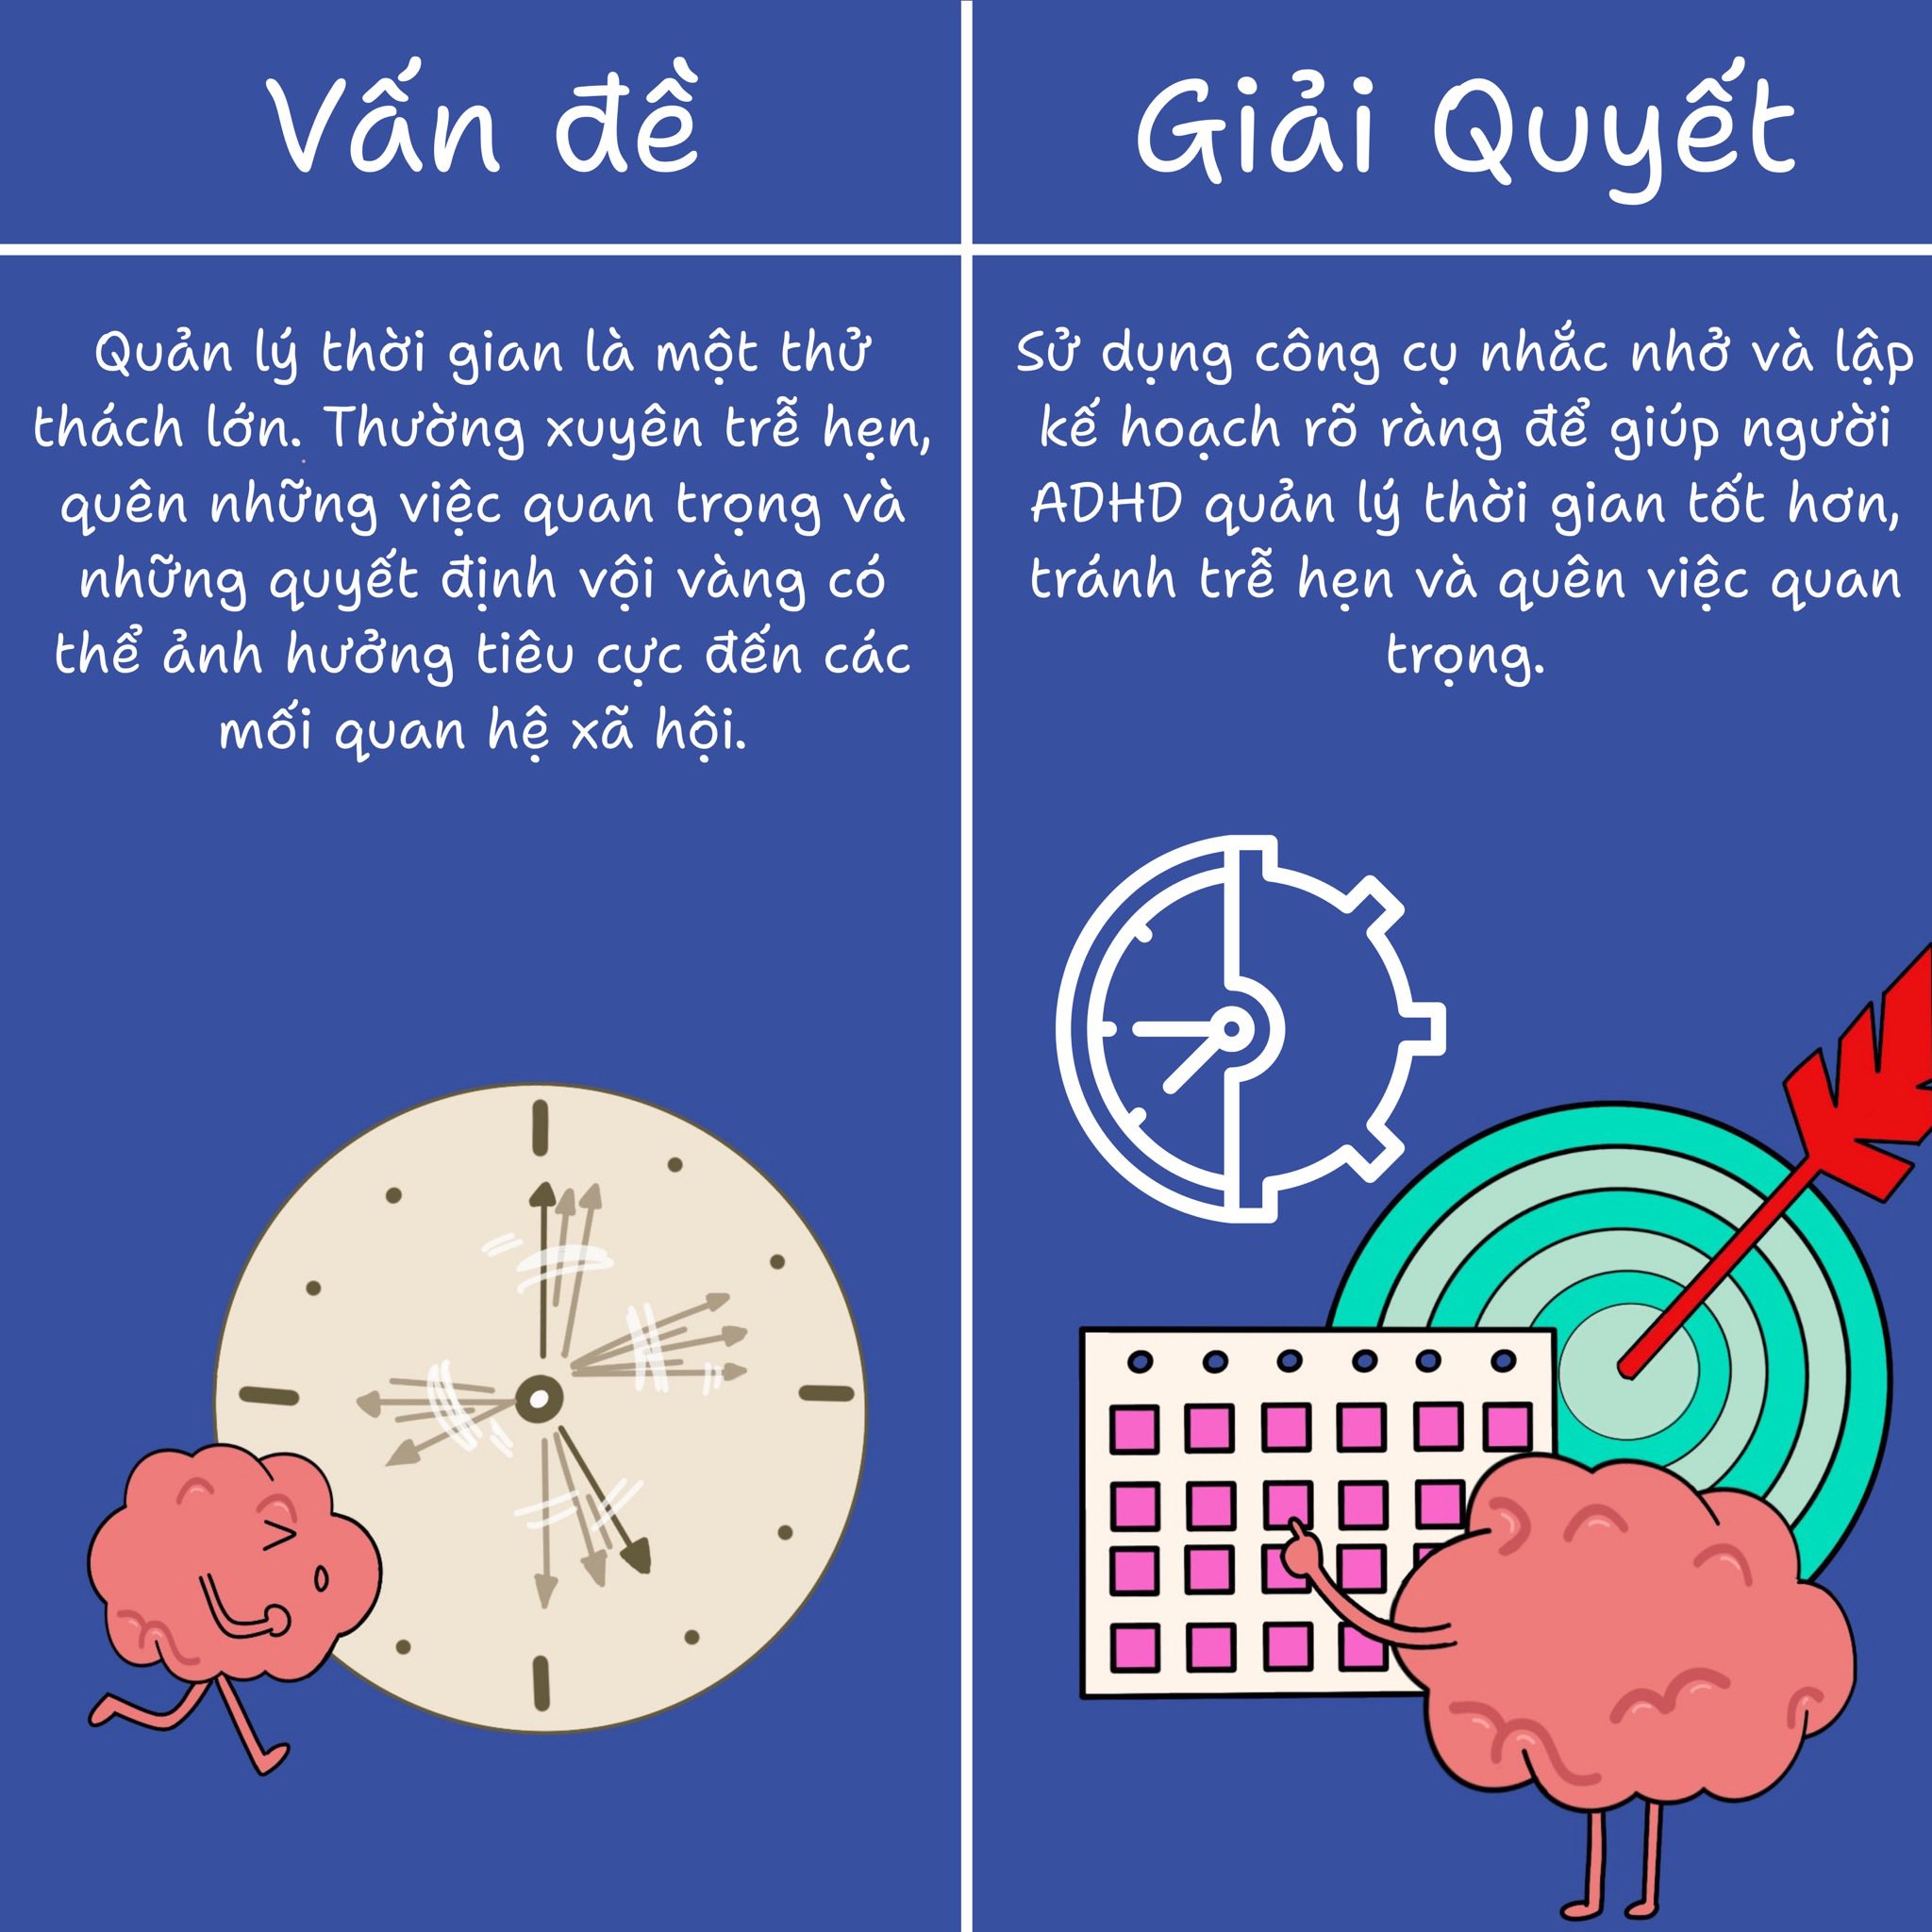 Vấn đề
Quản lý thời gian là một thử
thách lớn. Thường xuyên trễ hẹn,
quên những việc quan trọng và
những quyết định vội vàng có
thể ảnh hưởng tiêu cực đến các
mối quan hệ xã hội.
Giải Quyết
Sử dụng công cụ nhắc nhở và lập
kế hoạch rõ ràng để giúp người
ADHD quản lý thời gian tốt hơn,
tránh trễ hẹn và quên việc quan
trọng.